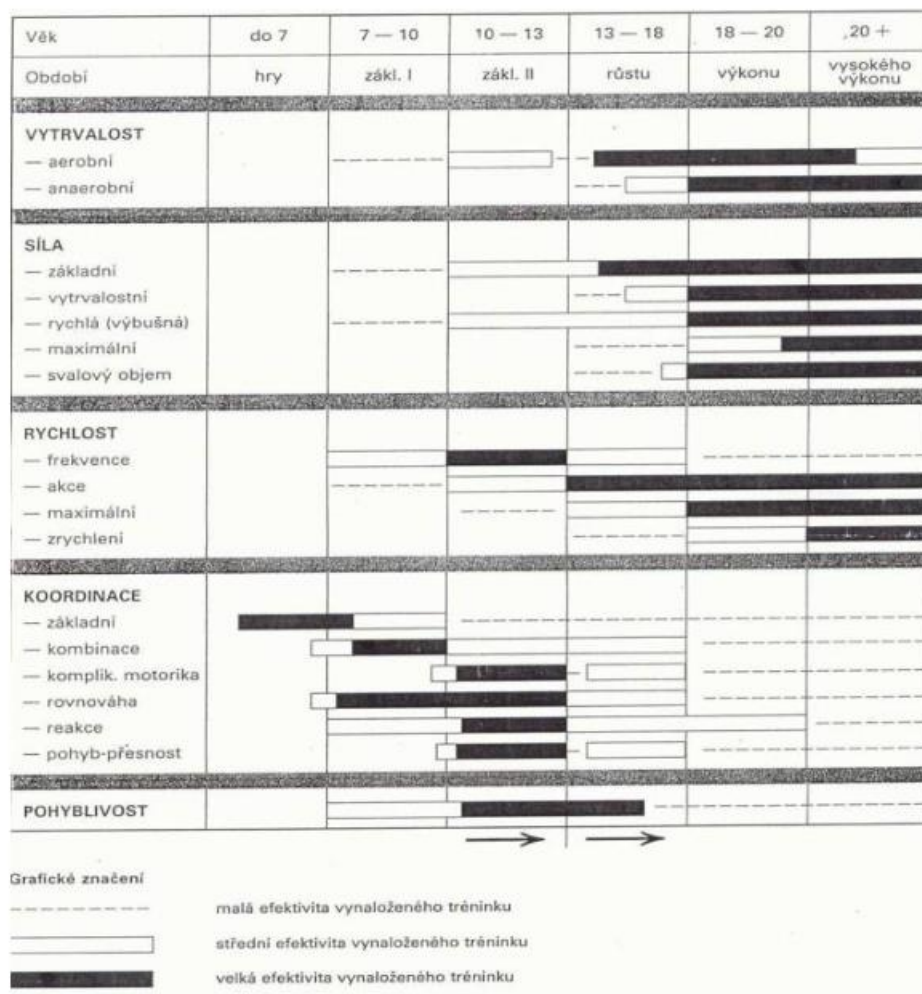 Věk do 7 7 — 10 10 — 13 13 — 18 18 — 20 ,20 +
Období hry zákl. I zákl. II růstu výkonu vysokého výkonu
VYTRVALOST
— aerobní
— anaerobní
SÍLA
— základní
— vytrvalostní
— rychlá (výbušná)
— maximální
— svalový objem
RYCHLOST
— frekvence
— akce
— maximální
— zrychlení
KOORDINACE
— základní
— kombinace
— komplik. motorika
— rovnováha
— reakce
— pohyb-přesnost
POHYBLIVOST
Grafické značení
malá efektivita vynaloženého tréninku
střední efektivita vynaloženého tréninku
velká efektivita vynaloženého tréninku